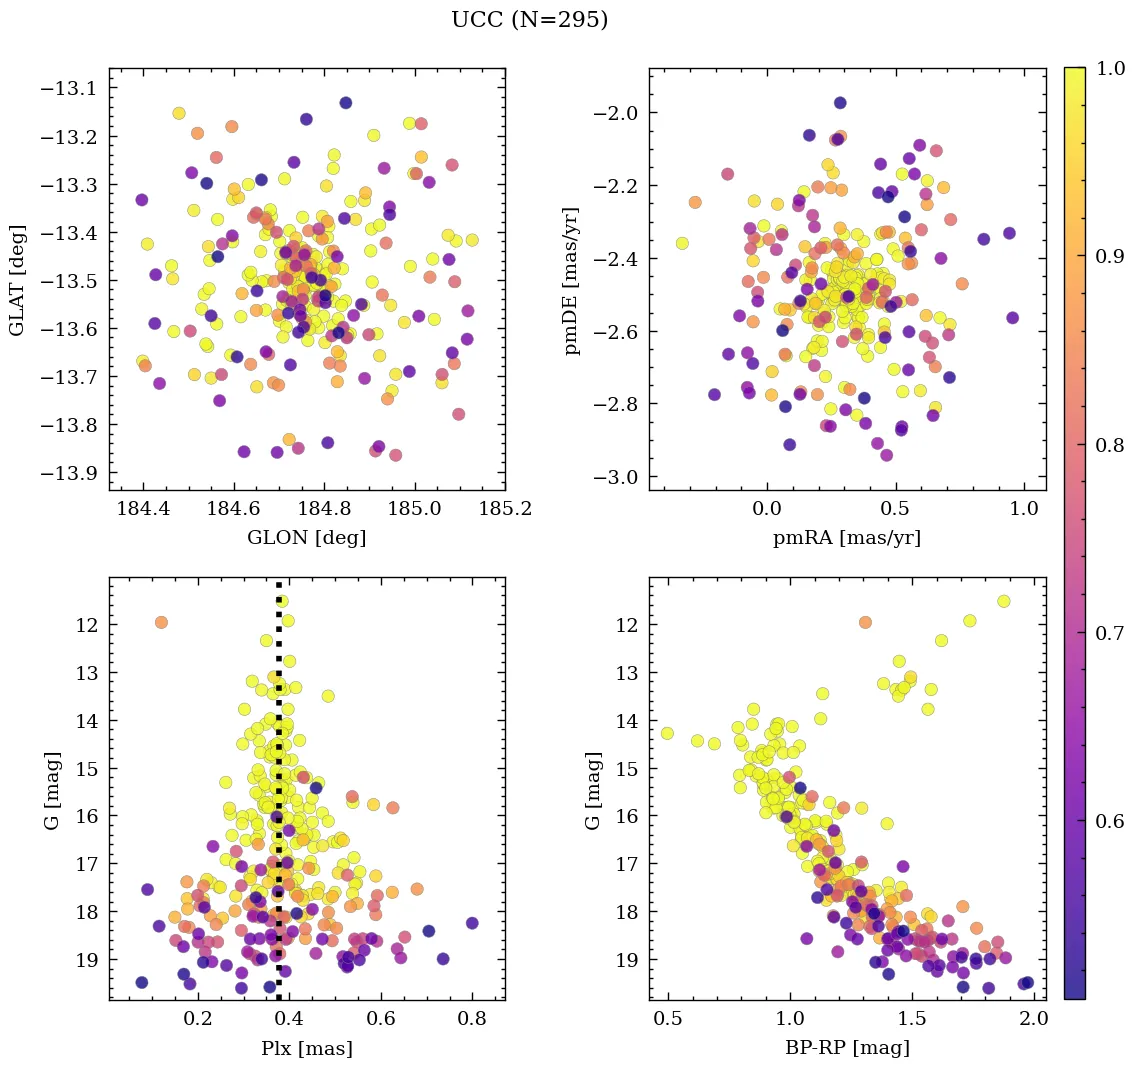 UCC (N=295)
−13.1
−13.2
−13.3
−13.4
−13.5
−13.6
−13.7
−13.8
−13.9
GLAT [deg]
184.4 184.6 184.8 185.0 185.2
GLON [deg]
−2.0
−2.2
−2.4
−2.6
−2.8
−3.0
pmDE [mas/yr]
0.0 0.5 1.0
pmRA [mas/yr]
12
13
14
15
16
17
18
19
G [mag]
0.2 0.4 0.6 0.8
Plx [mas]
12
13
14
15
16
17
18
19
G [mag]
0.5 1.0 1.5 2.0
BP-RP [mag]
1.0
0.9
0.8
0.7
0.6